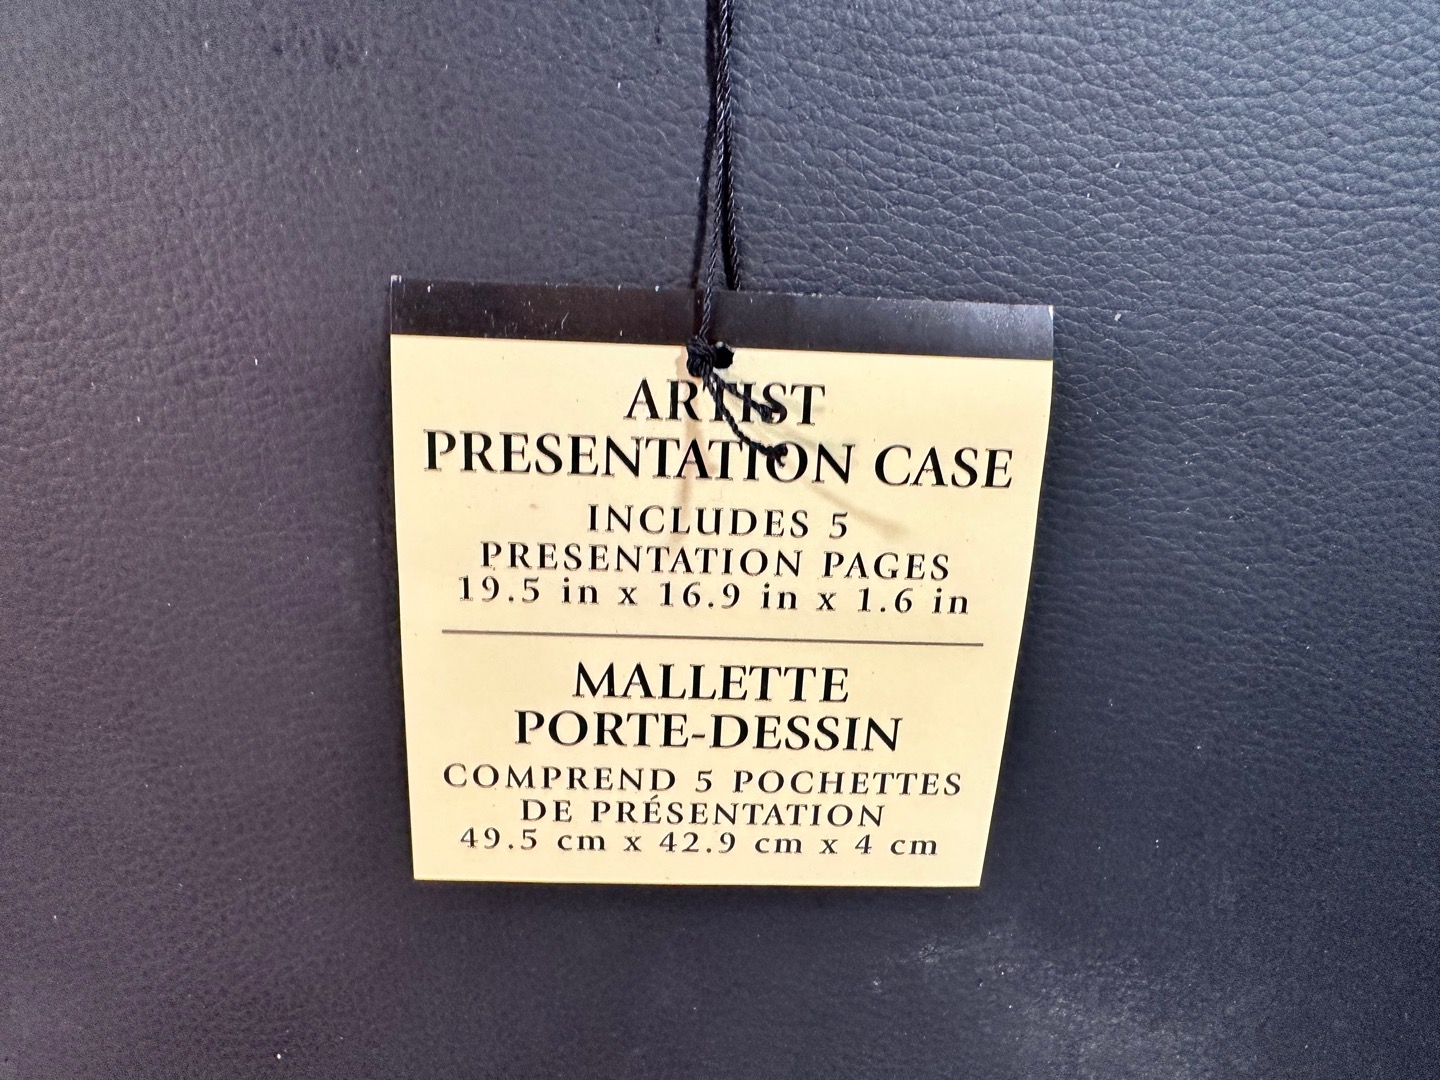 ARTIST
PRESENTATION CASE
INCLUDES 5
PRESENTATION PAGES
19.5 in x 16.9 in x 1.6 in
MALLETTE
PORTE-DESSIN
COMPREND 5 POCHETTES
DE PRÉSENTATION
49.5 cm x 42.9 cm x 4 cm